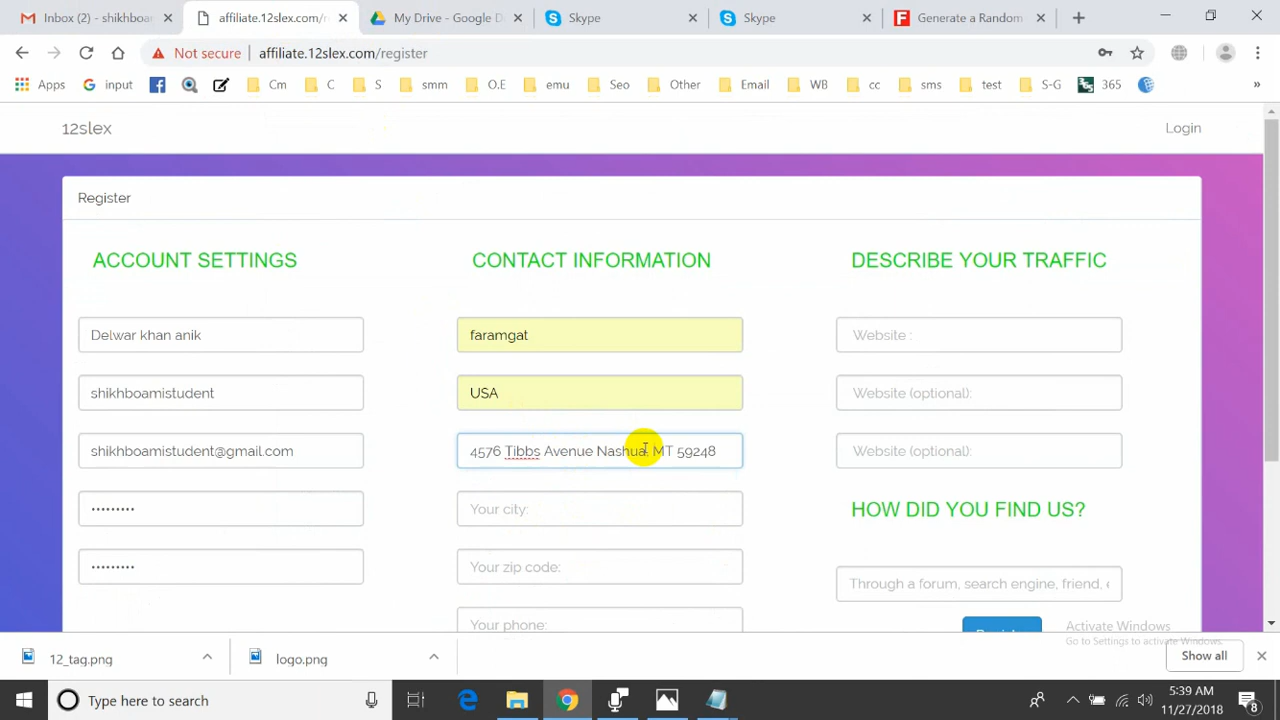 Inbox (2) - shikhboa
affiliate.12slex.com/r
My Drive - Google D
Skype
Skype
Generate a Random
Not secure
affiliate.12slex.com/register
Apps
input
Cm
C
S
smm
O.E
emu
Seo
Other
Email
WB
cc
sms
test
S-G
365
»
12slex
Login
Register
ACCOUNT SETTINGS
CONTACT INFORMATION
DESCRIBE YOUR TRAFFIC
Delwar khan anik
faramgat
Website :
shikhboamistudent
USA
Website (optional):
shikhboamistudent@gmail.com
4576 Tibbs Avenue Nashua, MT 59248
Website (optional):
Your city:
HOW DID YOU FIND US?
Your zip code:
Through a forum, search engine, friend,
Your phone:
Activate Windows
Go to Settings to activate Windows.
12_tag.png
logo.png
Show all
Type here to search
5:39 AM
11/27/2018
8